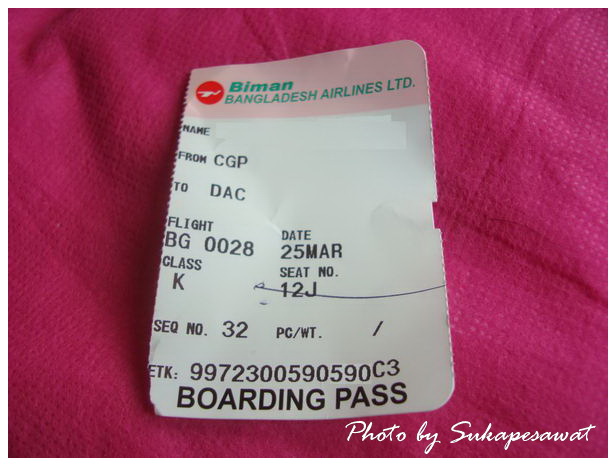 Biman
BANGLADESH AIRLINES LTD.
NAME
FROM CGP
TO DAC
FLIGHT DATE
BG 0028 25MAR
CLASS SEAT NO.
K 12J
SEQ NO. 32 PC/WT. /
ETK: 9972300590590C3
BOARDING PASS
Photo by Sukapesawat